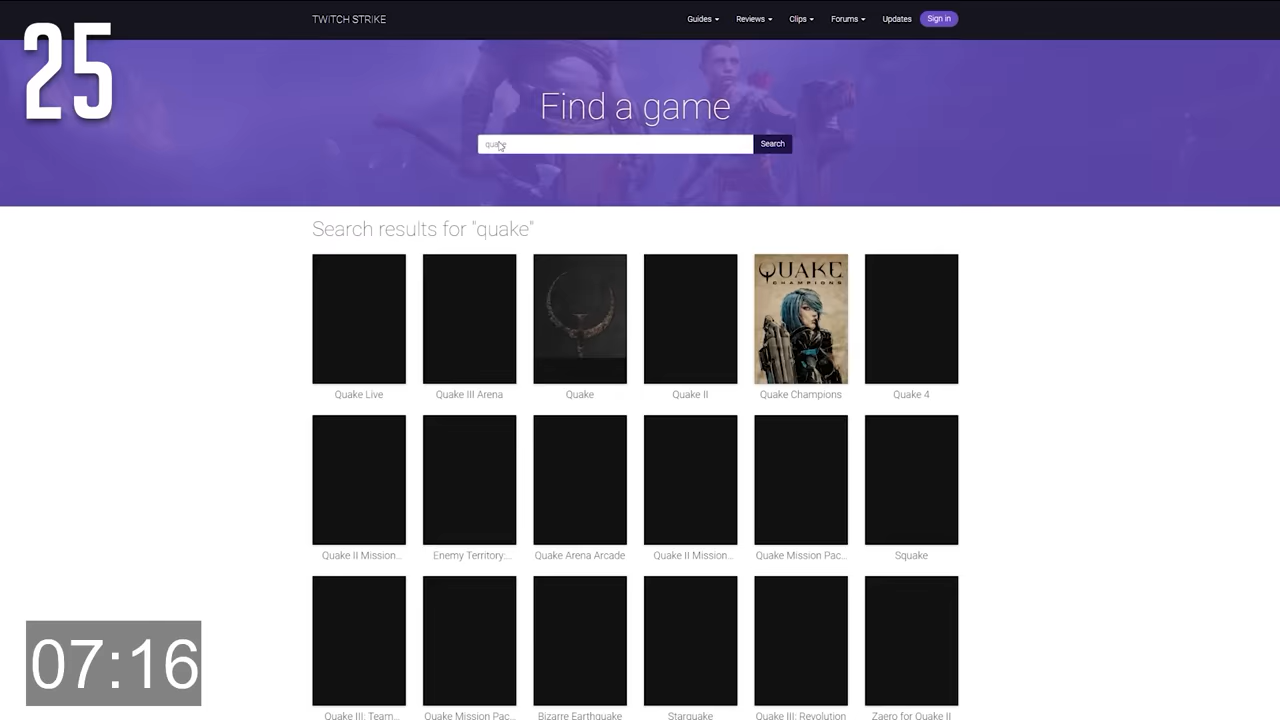 25
TWITCH STRIKE
Guides
Reviews
Clips
Forums
Updates
Sign in
Find a game
quake
Search
Search results for "quake"
QUAKE
CHAMPIONS
Quake Live
Quake III Arena
Quake
Quake II
Quake Champions
Quake 4
Quake II Mission...
Enemy Territory:...
Quake Arena Arcade
Quake II Mission...
Quake Mission Pac...
Squake
Quake III: Team...
Quake Mission Pac...
Bizarre Earthquake
Starquake
Quake III: Revolution
Zaero for Quake II
07:16